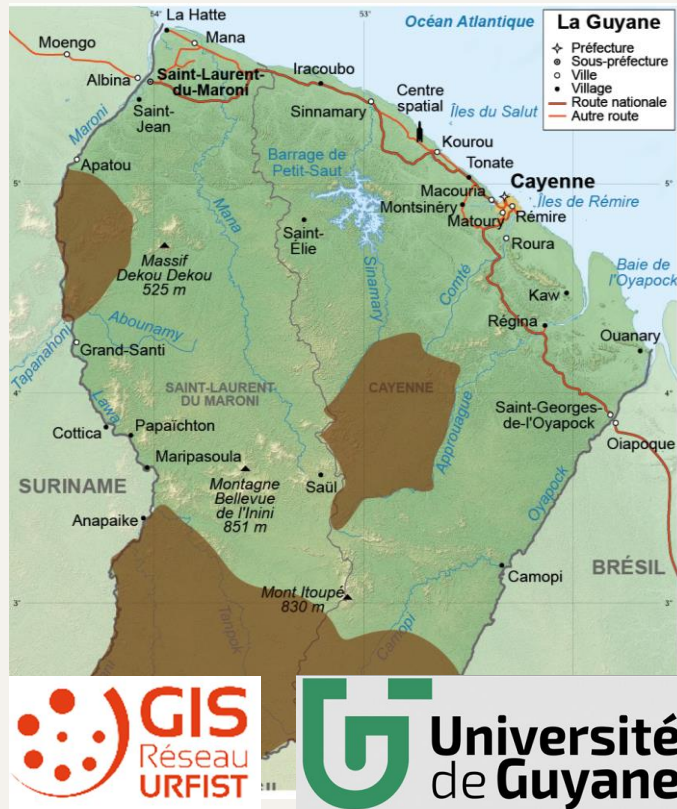 54°
53°
La Hatte
Océan Atlantique
La Guyane
Préfecture
Sous-préfecture
Ville
Village
Route nationale
Autre route
Moengo
Mana
Albina
Saint-Laurent-
du-Maroni
Iracoubo
Centre
spatial
Sinnamary
Îles du Salut
Saint-
Jean
Maroni
Kourou
Barrage de
Petit-Saut
Tonate
Apatou
5°
5°
Macouria
Cayenne
Montsinéry
Matoury
Rémire
Îles de Rémire
Mana
Saint-
Élie
Roura
Massif
Dekou Dekou
525 m
Sinamary
Comté
Baie de
l'Oyapock
Kaw
Abounamy
Régina
Tapanahoni
Grand-Santi
Ouanary
SAINT-LAURENT
DU MARONI
CAYENNE
4°
4°
Lawa
Saint-Georges-
de-l'Oyapock
Cottica
Papaïchton
Approuague
Oiapoque
Maripasoula
SURINAME
Montagne
Bellevue
de l'Inini
851 m
Saül
Oyapock
Anapaike
Camopi
BRÉSIL
Mont Itoupé
830 m
3°
3°
Tanpok
Camopi
GIS
Réseau
URFIST
Université
de Guyane